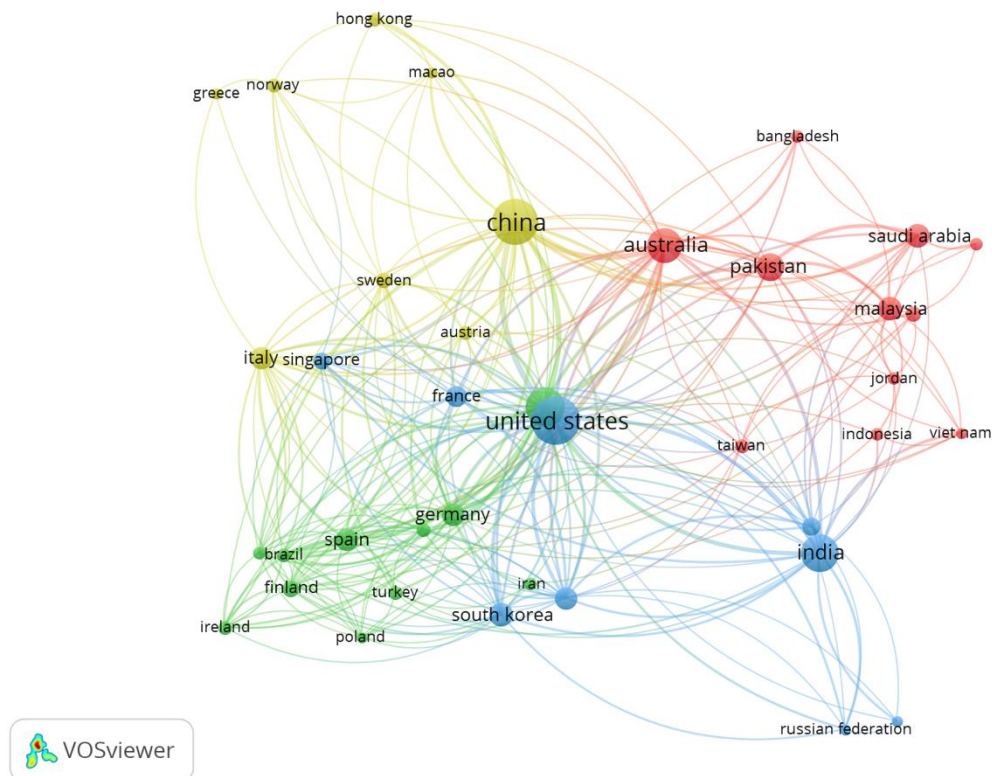 hong kong
macao
norway
greece
bangladesh
china
saudi arabia
australia
pakistan
sweden
malaysia
austria
italy
singapore
jordan
france
united states
indonesia
viet nam
taiwan
germany
spain
india
brazil
iran
finland
turkey
south korea
ireland
poland
russian federation
VOSviewer